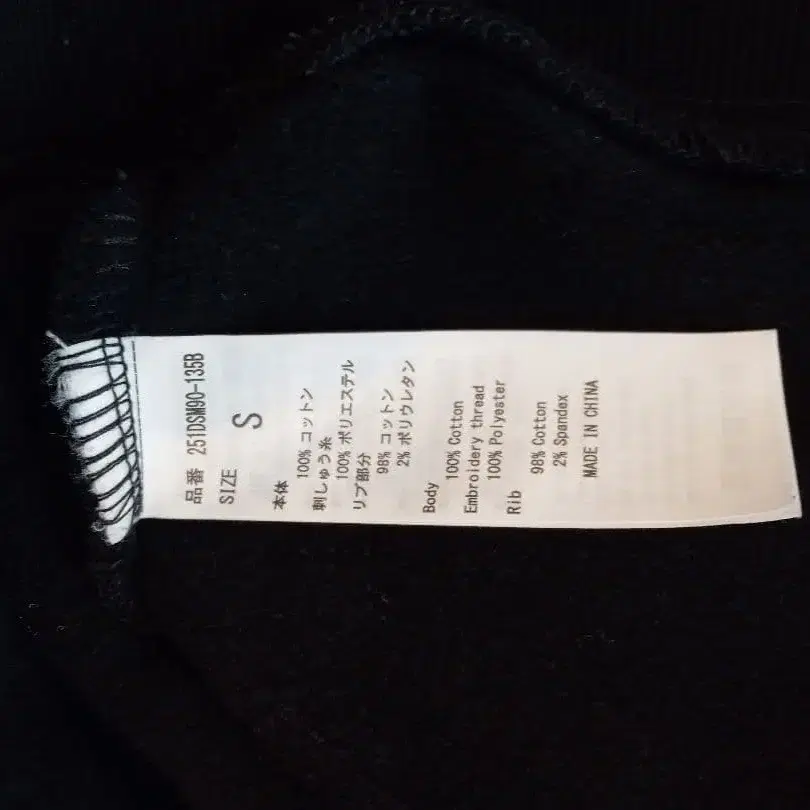 品番 251DSM90-135B
SIZE
S
本体
100% コットン
刺しゅう糸
100% ポリエステル
リブ部分
98% コットン
2% ポリウレタン
Body
100% Cotton
Embroidery thread
100% Polyester
Rib
98% Cotton
2% Spandex
MADE IN CHINA